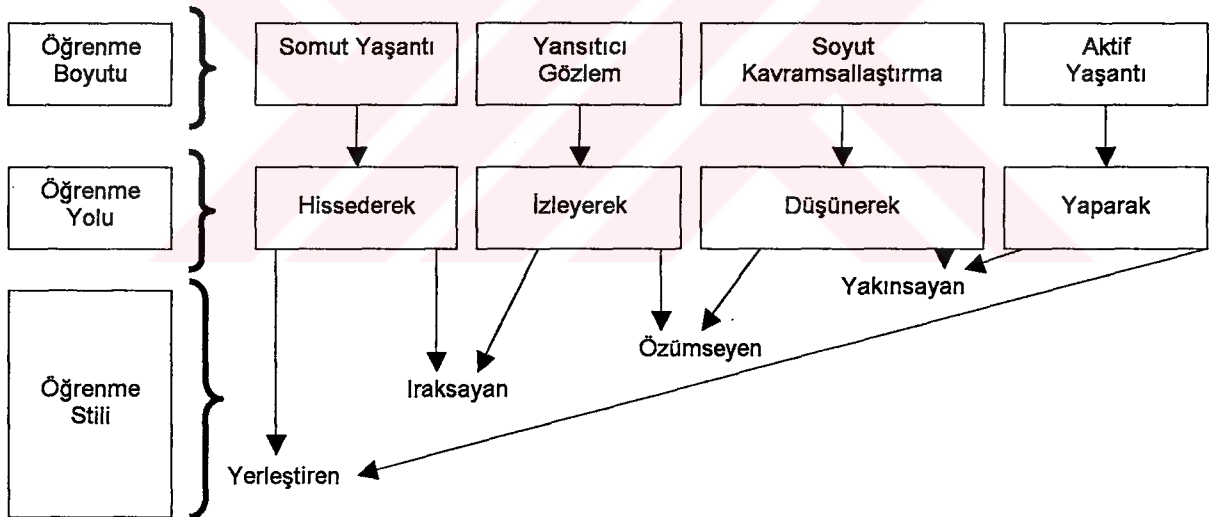 Öğrenme
Boyutu
Somut Yaşantı
Yansıtıcı
Gözlem
Soyut
Kavramsallaştırma
Aktif
Yaşantı
Öğrenme
Yolu
Hissederek
İzleyerek
Düşünerek
Yaparak
Öğrenme
Stili
Yakınsayan
Özümseyen
Iraksayan
Yerleştiren